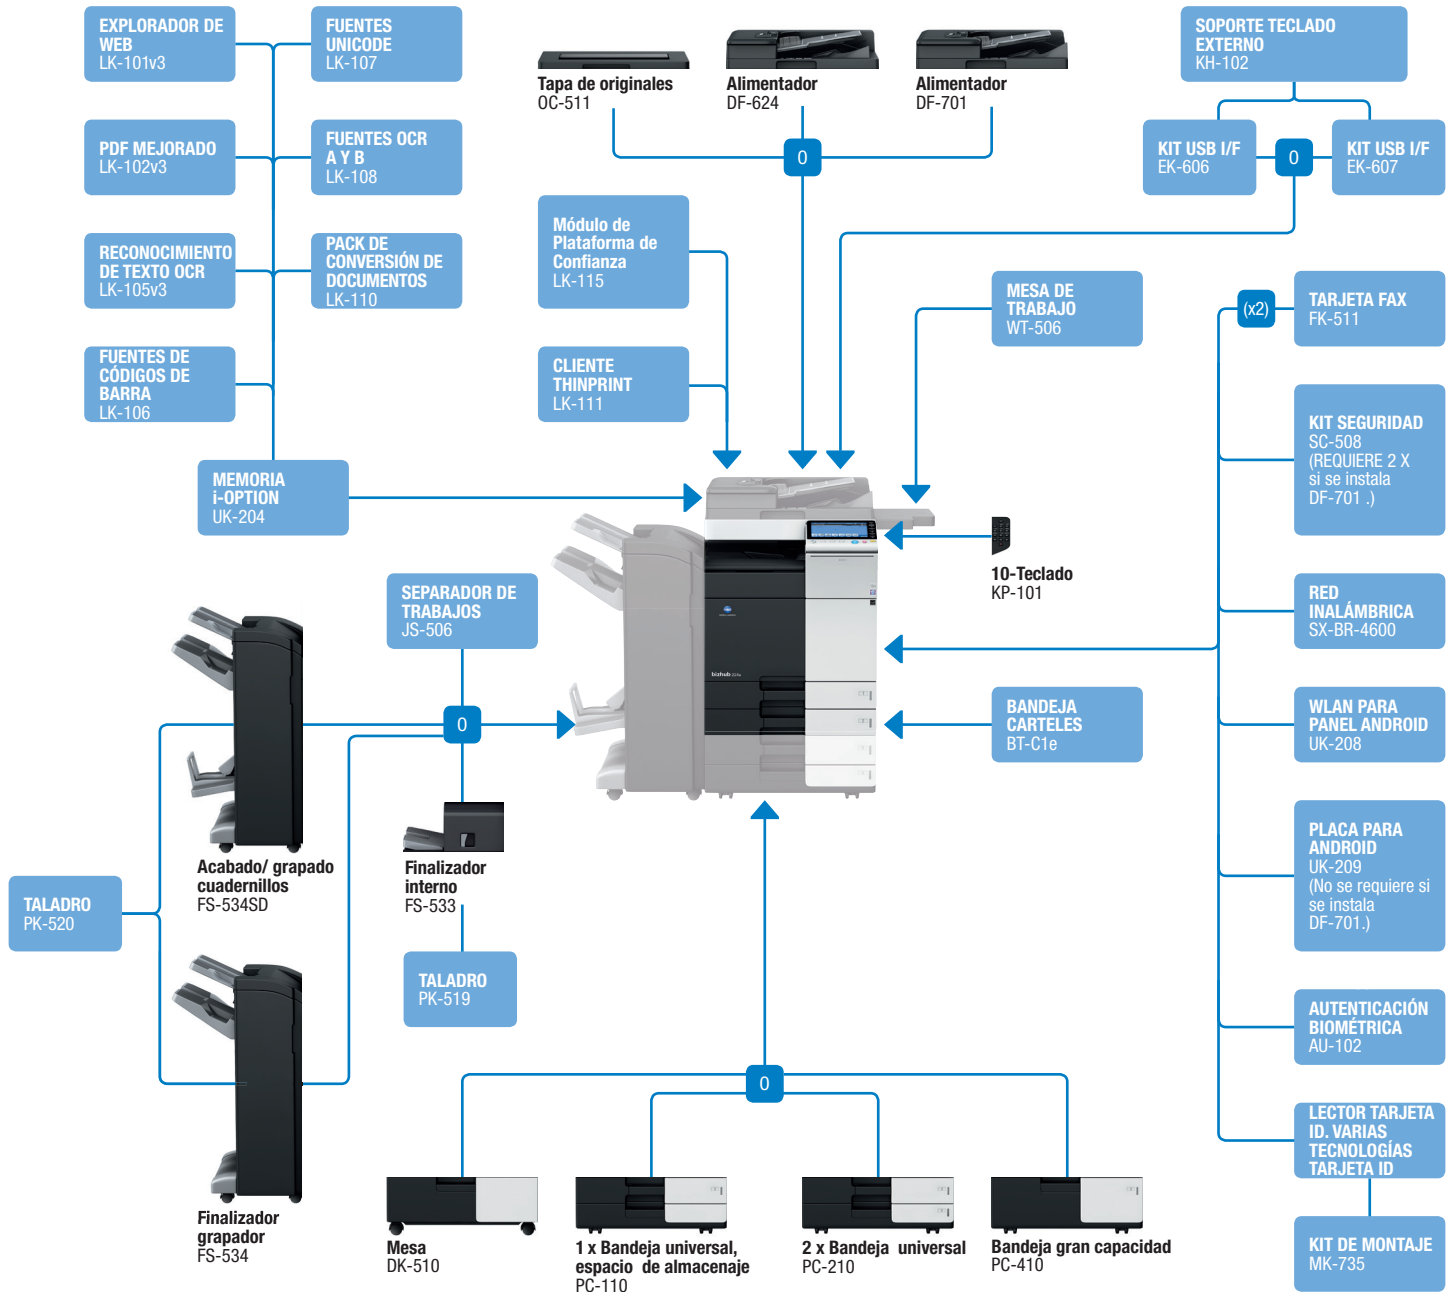 EXPLORADOR DE
WEB
LK-101v3
FUENTES
UNICODE
LK-107
PDF MEJORADO
LK-102v3
FUENTES OCR
A Y B
LK-108
RECONOCIMIENTO
DE TEXTO OCR
LK-105v3
PACK DE
CONVERSIÓN DE
DOCUMENTOS
LK-110
FUENTES DE
CÓDIGOS DE
BARRA
LK-106
MEMORIA
i-OPTION
UK-204
Tapa de originales
OC-511
Alimentador
DF-624
Alimentador
DF-701
0
Módulo de
Plataforma de
Confianza
LK-115
CLIENTE
THINPRINT
LK-111
SOPORTE TECLADO
EXTERNO
KH-102
KIT USB I/F
EK-606
0
KIT USB I/F
EK-607
MESA DE
TRABAJO
WT-506
(x2)
TARJETA FAX
FK-511
KIT SEGURIDAD
SC-508
(REQUIERE 2 X
si se instala
DF-701 .)
10-Teclado
KP-101
RED
INALÁMBRICA
SX-BR-4600
BANDEJA
CARTELES
BT-C1e
WLAN PARA
PANEL ANDROID
UK-208
PLACA PARA
ANDROID
UK-209
(No se requiere si
se instala
DF-701.)
AUTENTICACIÓN
BIOMÉTRICA
AU-102
LECTOR TARJETA
ID. VARIAS
TECNOLOGÍAS
TARJETA ID
KIT DE MONTAJE
MK-735
SEPARADOR DE
TRABAJOS
JS-506
0
bizhub
Acabado/ grapado
cuadernillos
FS-534SD
Finalizador
interno
FS-533
TALADRO
PK-520
TALADRO
PK-519
Finalizador
grapador
FS-534
0
Mesa
DK-510
1 x Bandeja universal,
espacio de almacenaje
PC-110
2 x Bandeja universal
PC-210
Bandeja gran capacidad
PC-410